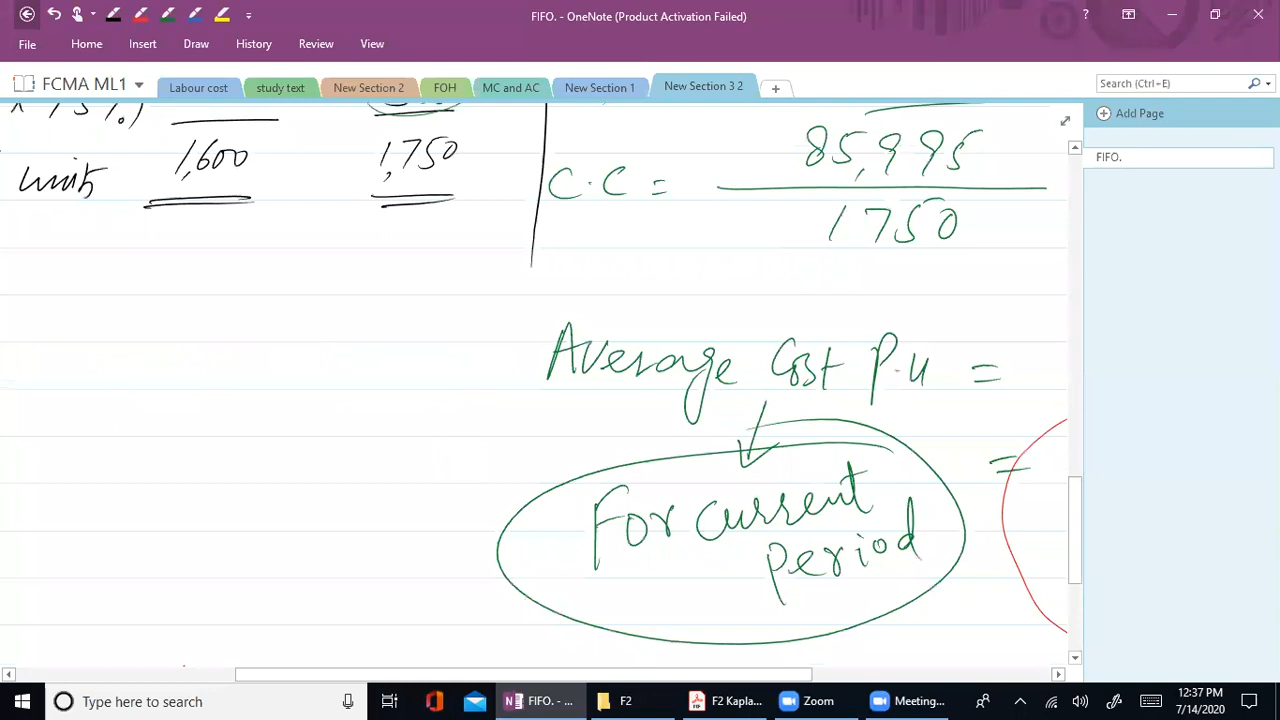 FIFO. - OneNote (Product Activation Failed)
File Home Insert Draw History Review View
FCMA ML1 Labour cost study text New Section 2 FOH MC and AC New Section 1 New Section 3 2
Search (Ctrl+E)
Add Page
FIFO.
units 1,600 1,750
C.C = 85,995
1750
Average Cost P.u =
=
For current
period
Type here to search
FIFO. - ... F2 F2 Kapla... Zoom Meeting...
12:37 PM
7/14/2020